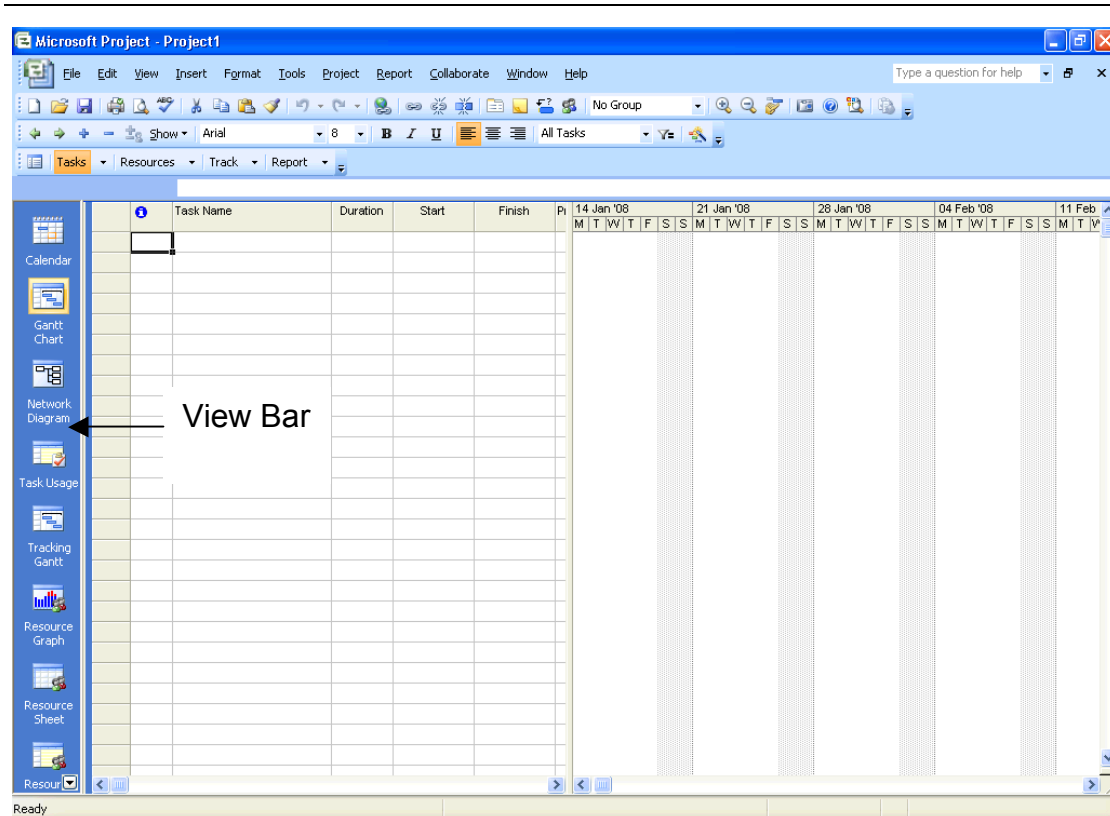 Microsoft Project - Project1
File Edit View Insert Format Tools Project Report Collaborate Window Help Type a question for help
No Group
Show Arial 8 B I U All Tasks
Tasks Resources Track Report
Task Name Duration Start Finish 14 Jan '08 21 Jan '08 28 Jan '08 04 Feb '08 11 Feb
M T W T F S S M T W T F S S M T W T F S S M T W T F S S M T
Calendar
Gantt
Chart
Network
Diagram
View Bar
Task Usage
Tracking
Gantt
Resource
Graph
Resource
Sheet
Resour
Ready